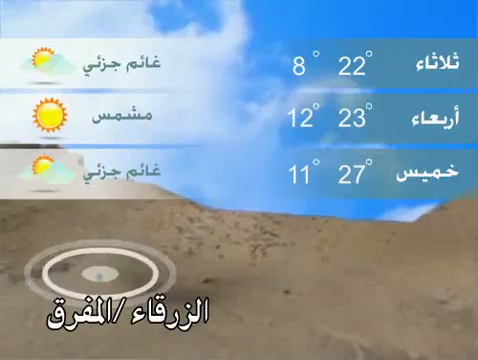 ثلاثاء 22° 8° غائم جزئي
أربعاء 23° 12° مشمس
خميس 27° 11° غائم جزئي
الزرقاء /المفرق